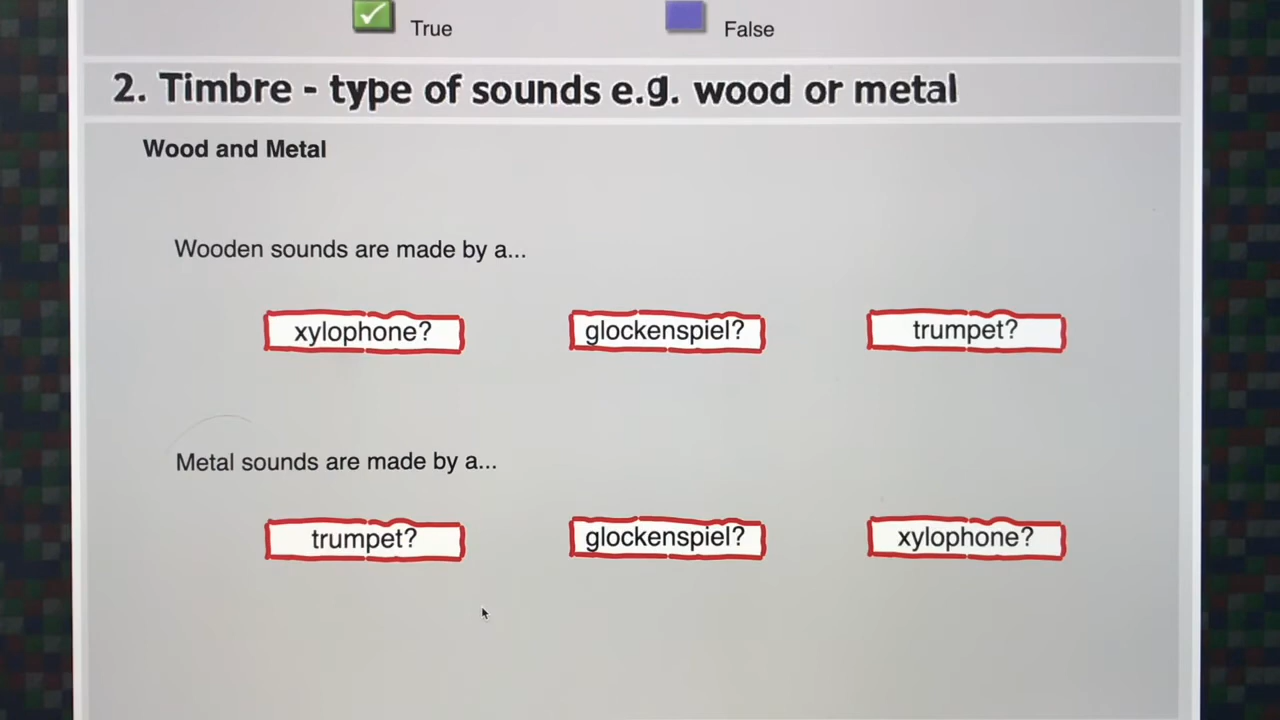 True False
2. Timbre - type of sounds e.g. wood or metal
Wood and Metal
Wooden sounds are made by a...
xylophone? glockenspiel? trumpet?
Metal sounds are made by a...
trumpet? glockenspiel? xylophone?